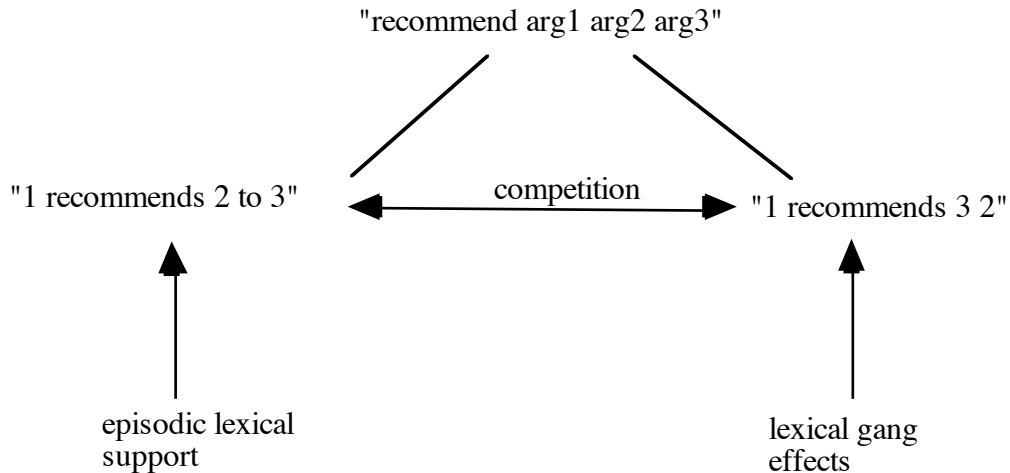 "recommend arg1 arg2 arg3"
"1 recommends 2 to 3"
competition
"1 recommends 3 2"
episodic lexical
support
lexical gang
effects